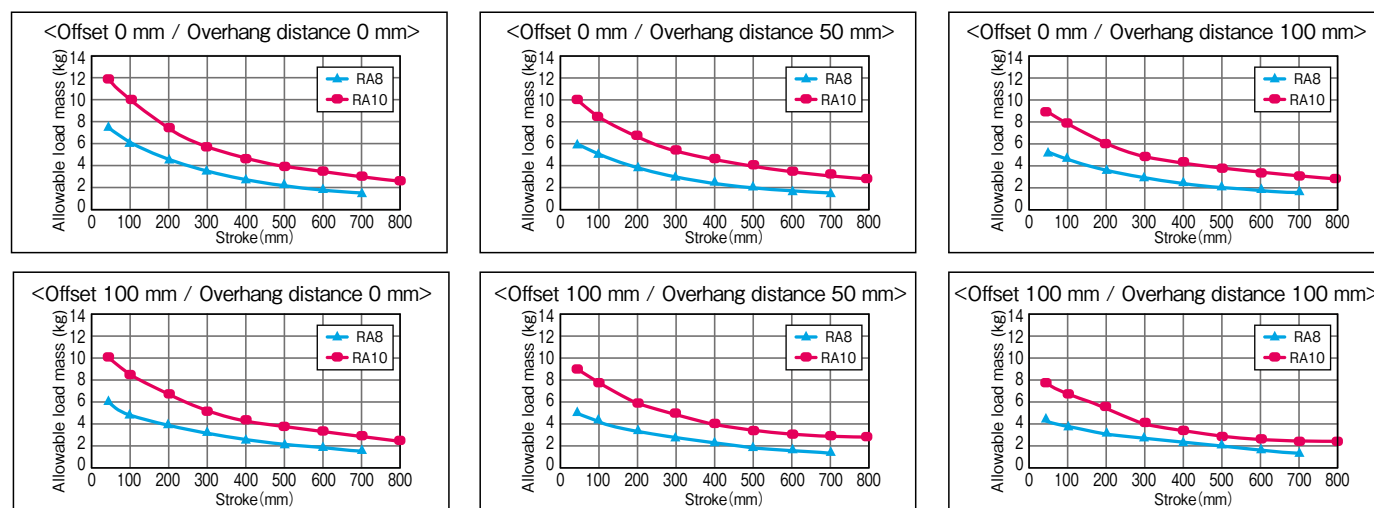 <Offset 0 mm / Overhang distance 0 mm>
Allowable load mass (kg)
14
12
10
8
6
4
2
0
RA8
RA10
0 100 200 300 400 500 600 700 800
Stroke(mm)
<Offset 0 mm / Overhang distance 50 mm>
Allowable load mass (kg)
14
12
10
8
6
4
2
0
RA8
RA10
0 100 200 300 400 500 600 700 800
Stroke(mm)
<Offset 0 mm / Overhang distance 100 mm>
Allowable load mass (kg)
14
12
10
8
6
4
2
0
RA8
RA10
0 100 200 300 400 500 600 700 800
Stroke(mm)
<Offset 100 mm / Overhang distance 0 mm>
Allowable load mass (kg)
14
12
10
8
6
4
2
0
RA8
RA10
0 100 200 300 400 500 600 700 800
Stroke(mm)
<Offset 100 mm / Overhang distance 50 mm>
Allowable load mass (kg)
14
12
10
8
6
4
2
0
RA8
RA10
0 100 200 300 400 500 600 700 800
Stroke(mm)
<Offset 100 mm / Overhang distance 100 mm>
Allowable load mass (kg)
14
12
10
8
6
4
2
0
RA8
RA10
0 100 200 300 400 500 600 700 800
Stroke(mm)